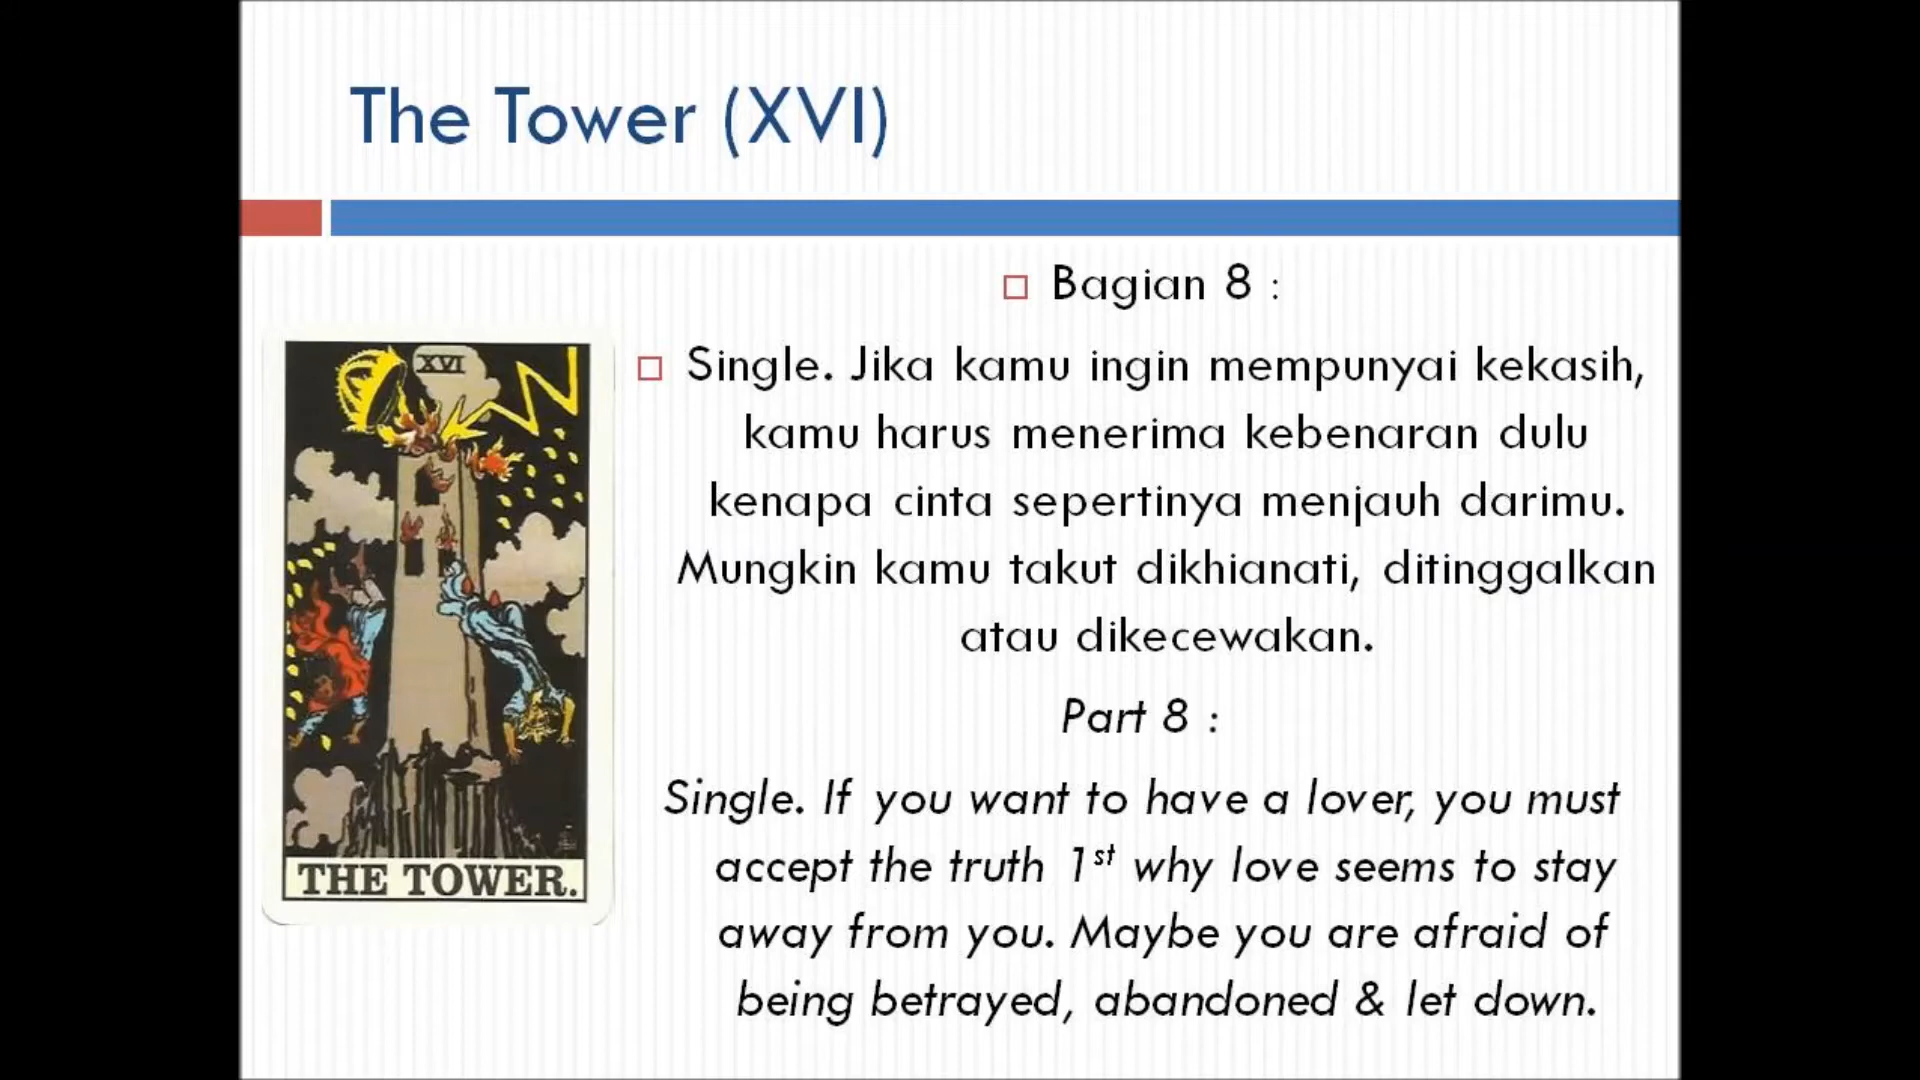 The Tower (XVI)
Bagian 8 :
Single. Jika kamu ingin mempunyai kekasih,
kamu harus menerima kebenaran dulu
kenapa cinta sepertinya menjauh darimu.
Mungkin kamu takut dikhianati, ditinggalkan
atau dikecewakan.
Part 8 :
Single. If you want to have a lover, you must
accept the truth 1st why love seems to stay
away from you. Maybe you are afraid of
being betrayed, abandoned & let down.
XVI
THE TOWER.